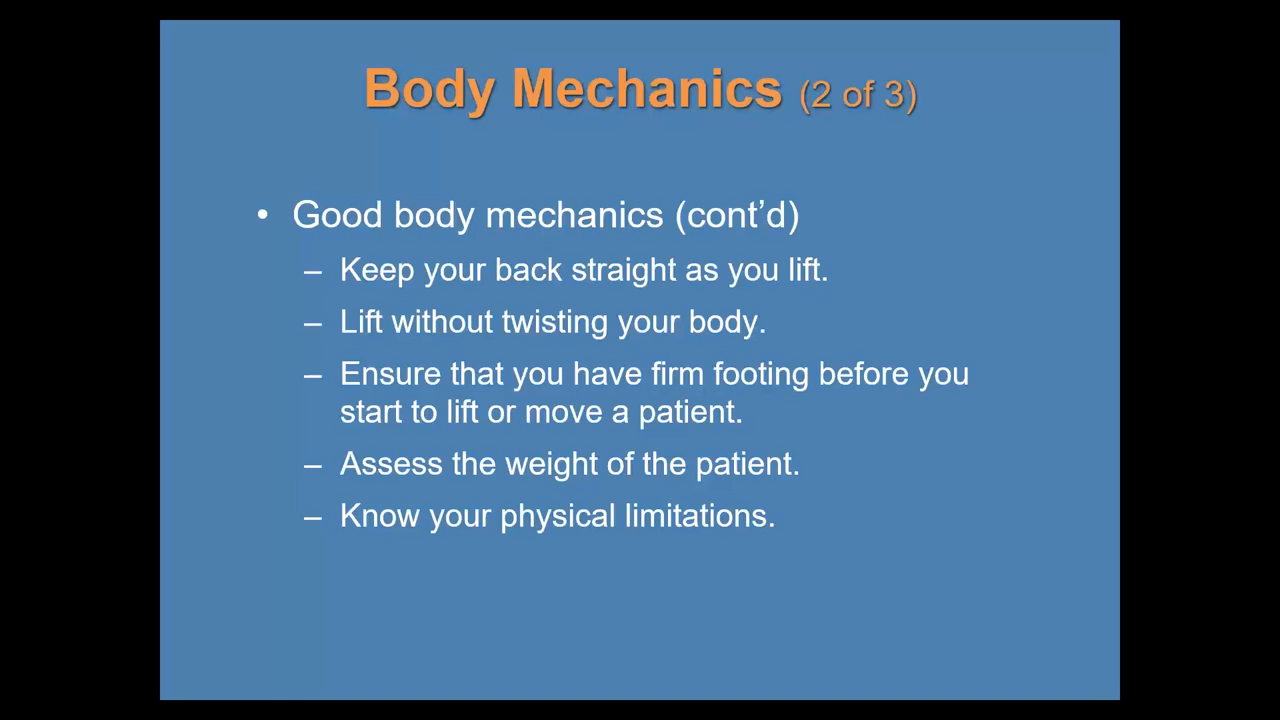 Body Mechanics (2 of 3)
• Good body mechanics (cont’d)
– Keep your back straight as you lift.
– Lift without twisting your body.
– Ensure that you have firm footing before you
start to lift or move a patient.
– Assess the weight of the patient.
– Know your physical limitations.